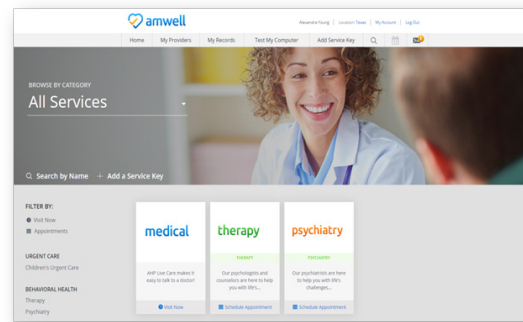 amwell
Alexandra Young | Location Texas | My Account | Log Out
Home My Providers My Records Test My Computer Add Service Key
BROWSE BY CATEGORY
All Services
Search by Name + Add a Service Key
FILTER BY:
Visit Now
Appointments
URGENT CARE
Children's Urgent Care
BEHAVIORAL HEALTH
Therapy
Psychiatry
medical
AHP Live Care makes it
easy to talk to a doctor!
Visit Now
therapy
THERAPY
Our psychologists and
counselors are here to help
you with life's...
Schedule Appointment
psychiatry
PSYCHIATRY
Our psychiatrists are here
to help you with life's
challenges...
Schedule Appointment